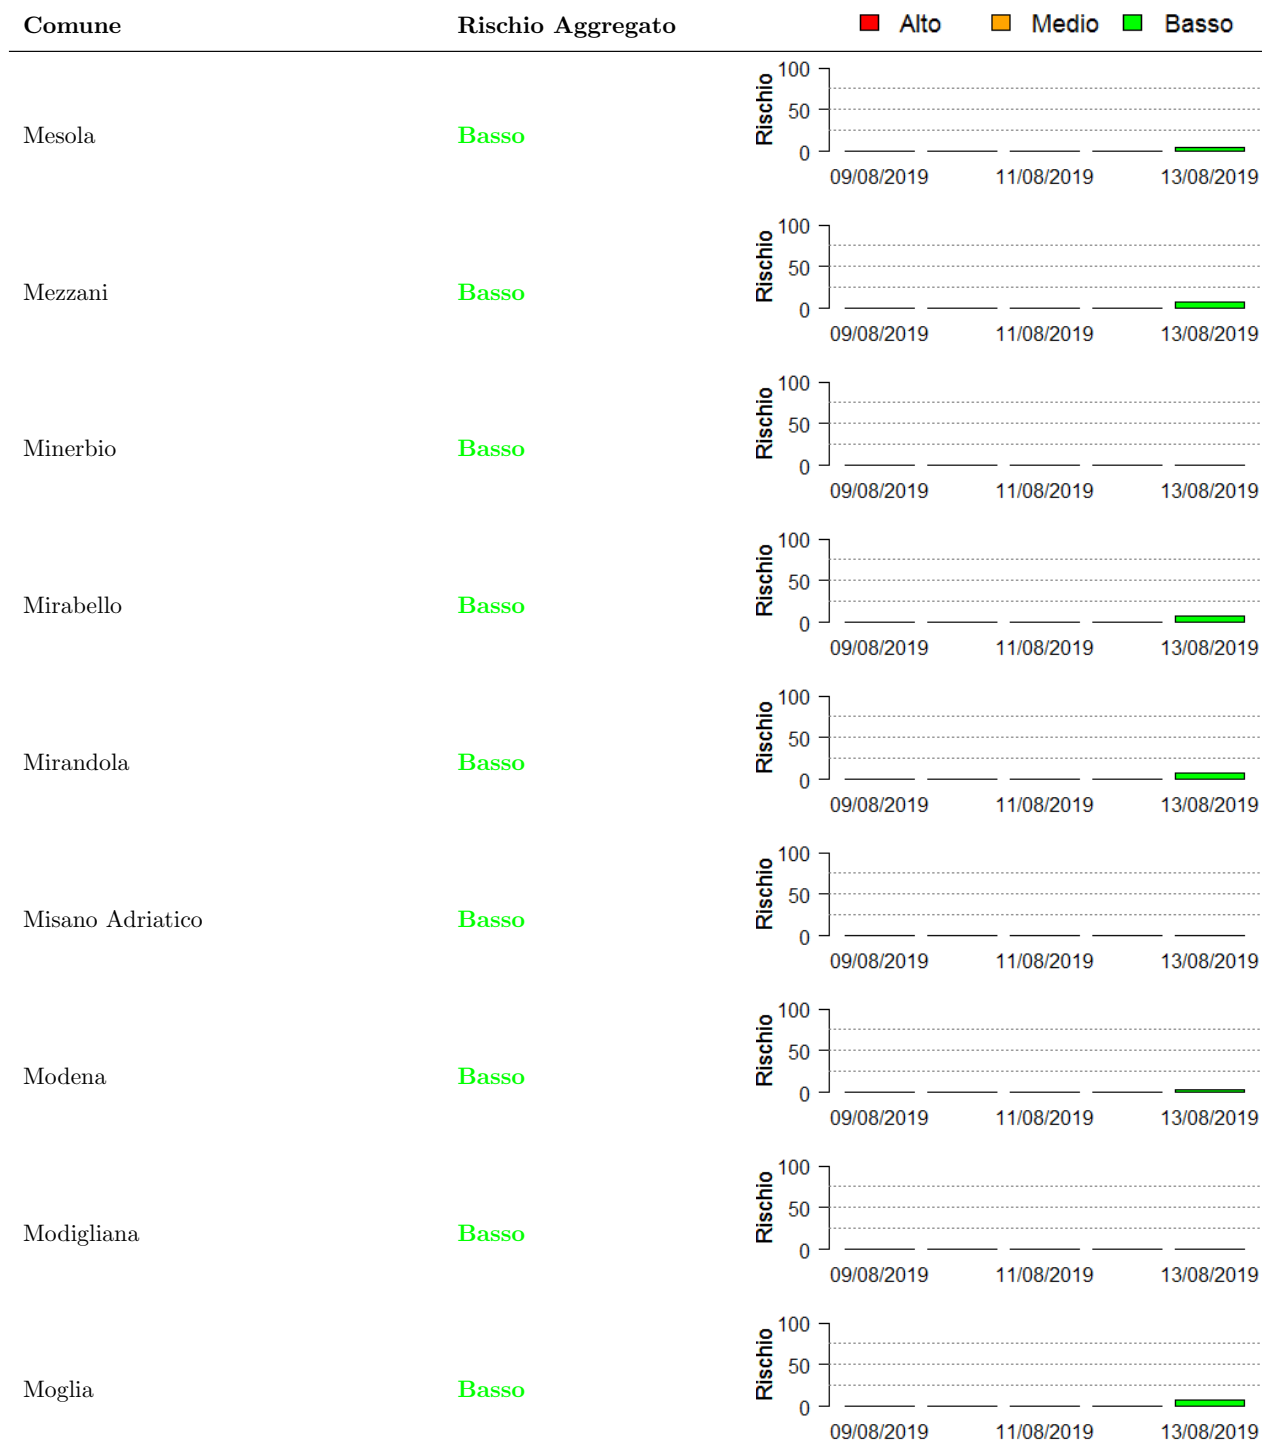 Comune Rischio Aggregato Alto Medio Basso
Mesola Basso Rischio 100 50 0
09/08/2019 11/08/2019 13/08/2019
Mezzani Basso Rischio 100 50 0
09/08/2019 11/08/2019 13/08/2019
Minerbio Basso Rischio 100 50 0
09/08/2019 11/08/2019 13/08/2019
Mirabello Basso Rischio 100 50 0
09/08/2019 11/08/2019 13/08/2019
Mirandola Basso Rischio 100 50 0
09/08/2019 11/08/2019 13/08/2019
Misano Adriatico Basso Rischio 100 50 0
09/08/2019 11/08/2019 13/08/2019
Modena Basso Rischio 100 50 0
09/08/2019 11/08/2019 13/08/2019
Modigliana Basso Rischio 100 50 0
09/08/2019 11/08/2019 13/08/2019
Moglia Basso Rischio 100 50 0
09/08/2019 11/08/2019 13/08/2019